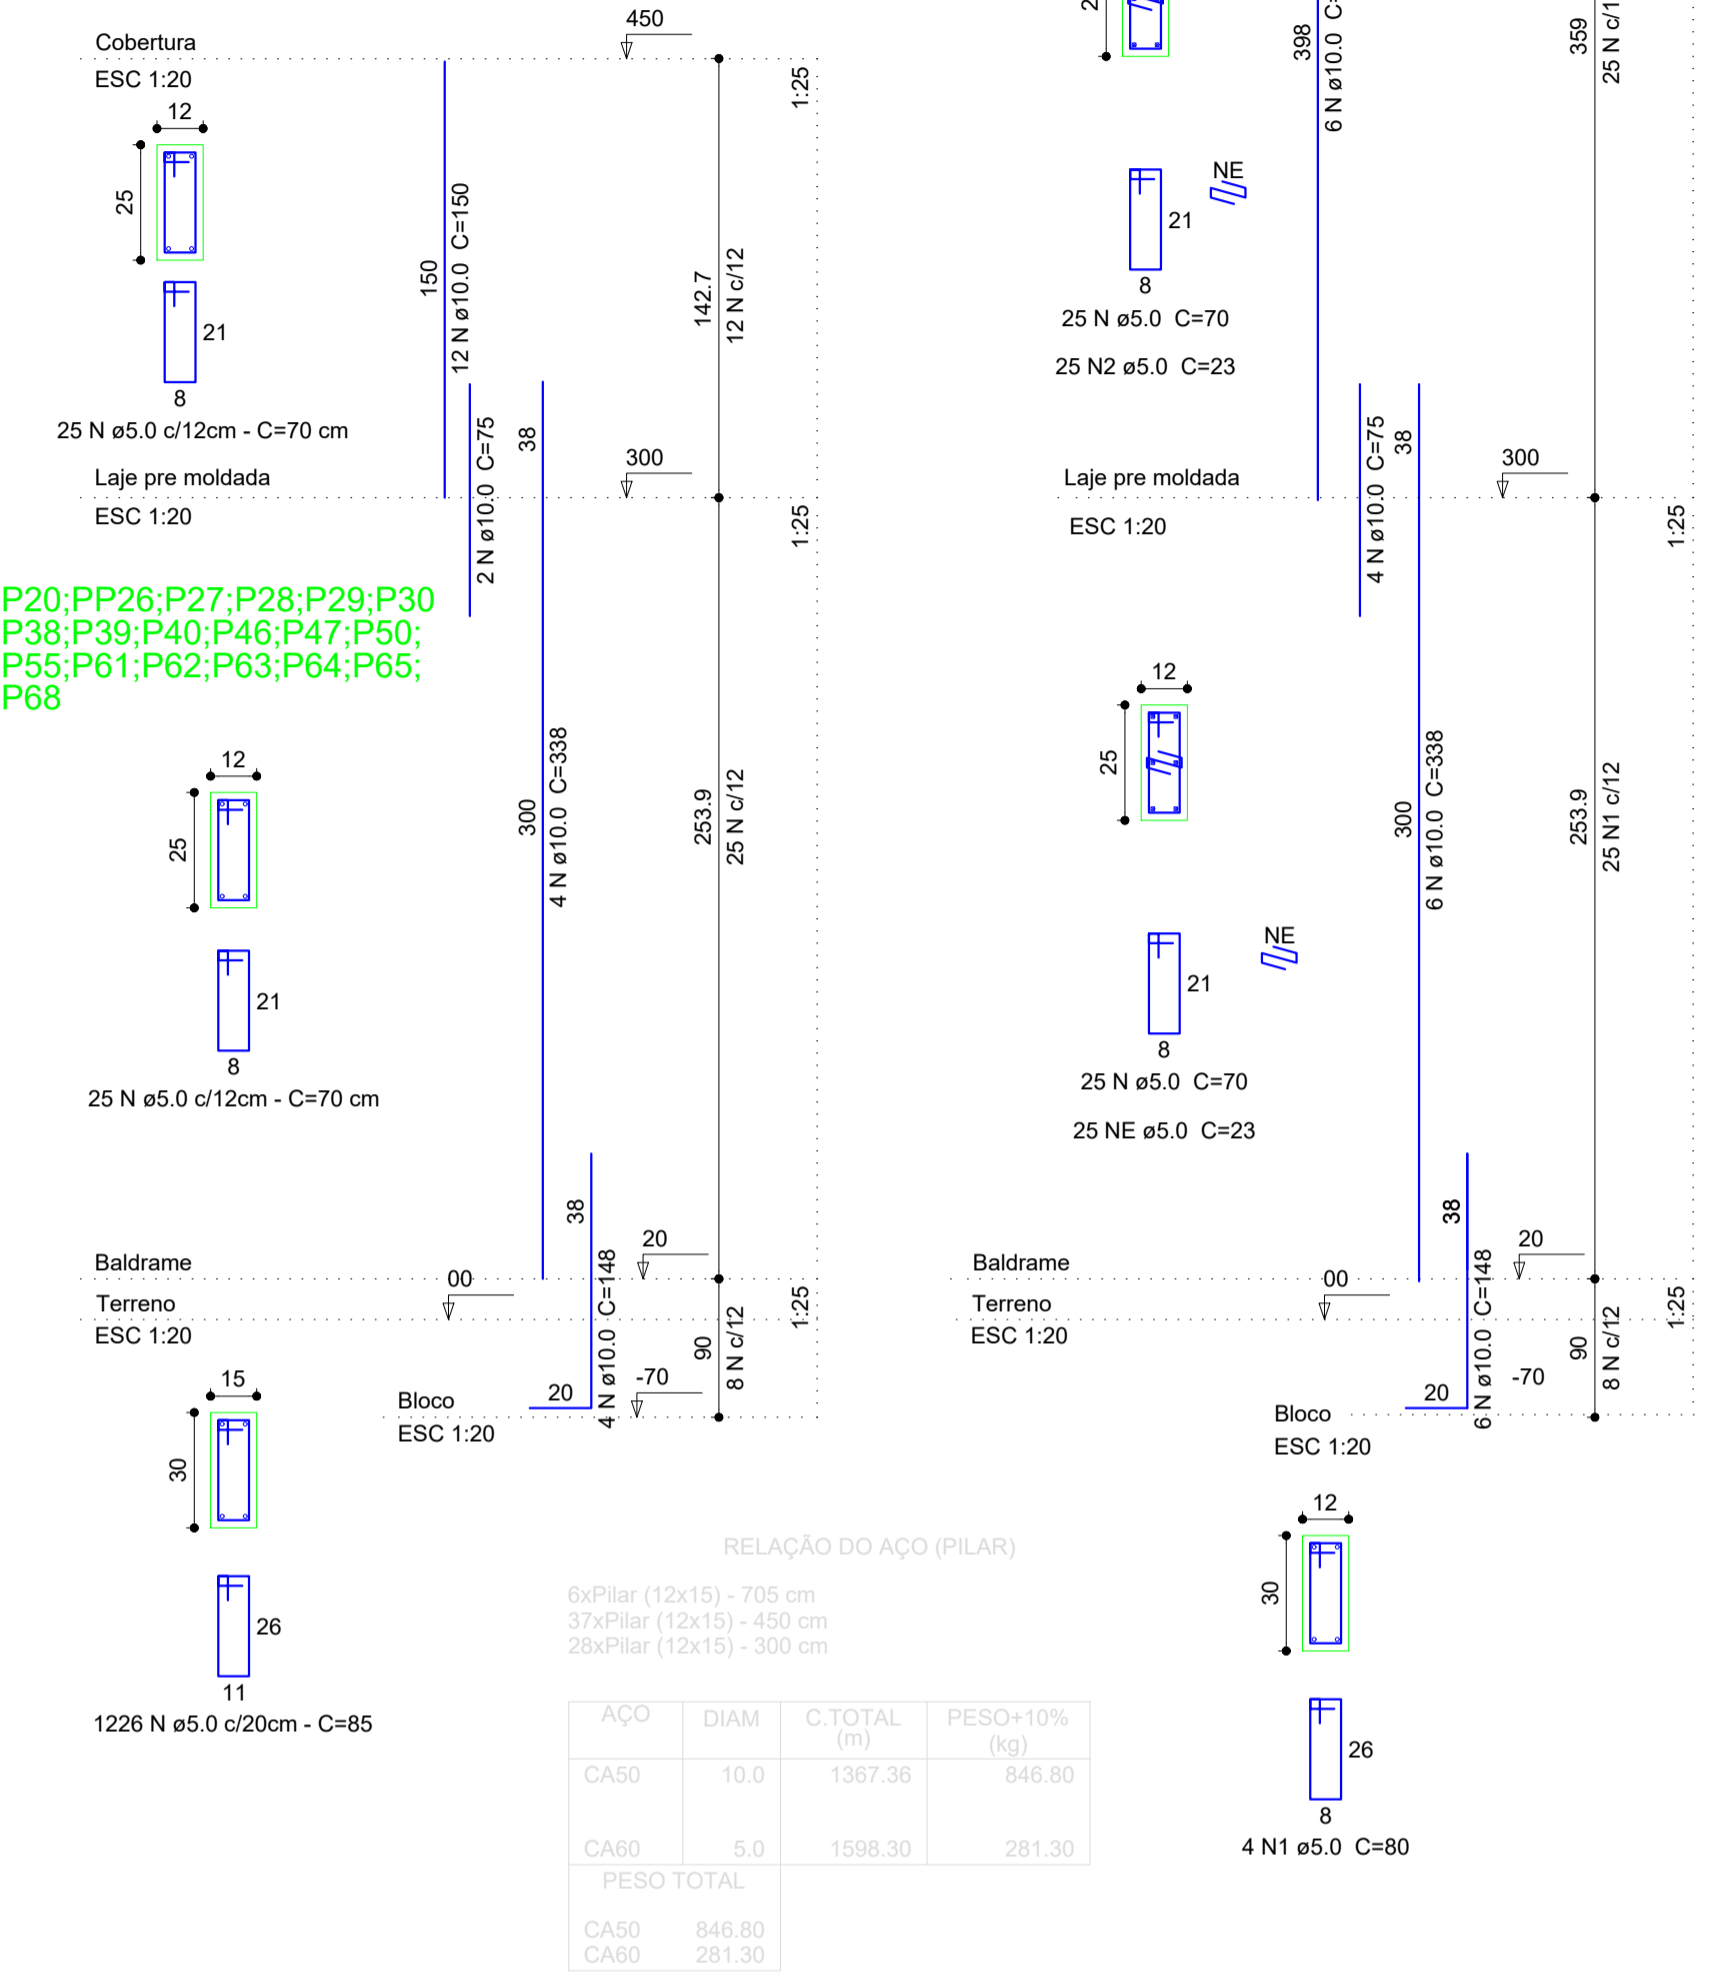 Cobertura
450
ESC 1:20
1:25
12
25
150
12 N ø10.0  C=150
142.7
12 N c/12
21
8
25 N ø5.0 c/12cm - C=70 cm
2 N ø10.0  C=75
38
Laje pre moldada
300
ESC 1:20
1:25
P20;PP26;P27;P28;P29;P30
P38;P39;P40;P46;P47;P50;
P55;P61;P62;P63;P64;P65;
P68
12
25
300
4 N ø10.0  C=338
253.9
25 N c/12
21
8
25 N ø5.0 c/12cm - C=70 cm
38
Baldrame
20
00
Terreno
ESC 1:20
1:25
4 N ø10.0  C=148
90
8 N c/12
15
30
20
-70
Bloco
ESC 1:20
26
11
1226 N ø5.0 c/20cm - C=85
398
6 N ø10.0
359
25 N
NE
21
8
25 N ø5.0  C=70
25 N2 ø5.0  C=23
4 N ø10.0  C=75
38
Laje pre moldada
300
ESC 1:20
1:25
12
25
300
6 N ø10.0  C=338
253.9
25 N1 c/12
NE
21
8
25 N ø5.0  C=70
25 NE ø5.0  C=23
38
Baldrame
20
00
Terreno
ESC 1:20
1:25
6 N ø10.0  C=148
90
8 N c/12
20
-70
Bloco
ESC 1:20
12
30
26
8
4 N1 ø5.0  C=80
RELAÇÃO DO AÇO (PILAR)
6xPilar (12x15) - 705 cm
37xPilar (12x15) - 450 cm
28xPilar (12x15) - 300 cm
AÇO DIAM C.TOTAL PESO+10%
(m) (kg)
CA50 10.0 1367.36 846.80
CA60 5.0 1598.30 281.30
PESO TOTAL
CA50 846.80
CA60 281.30